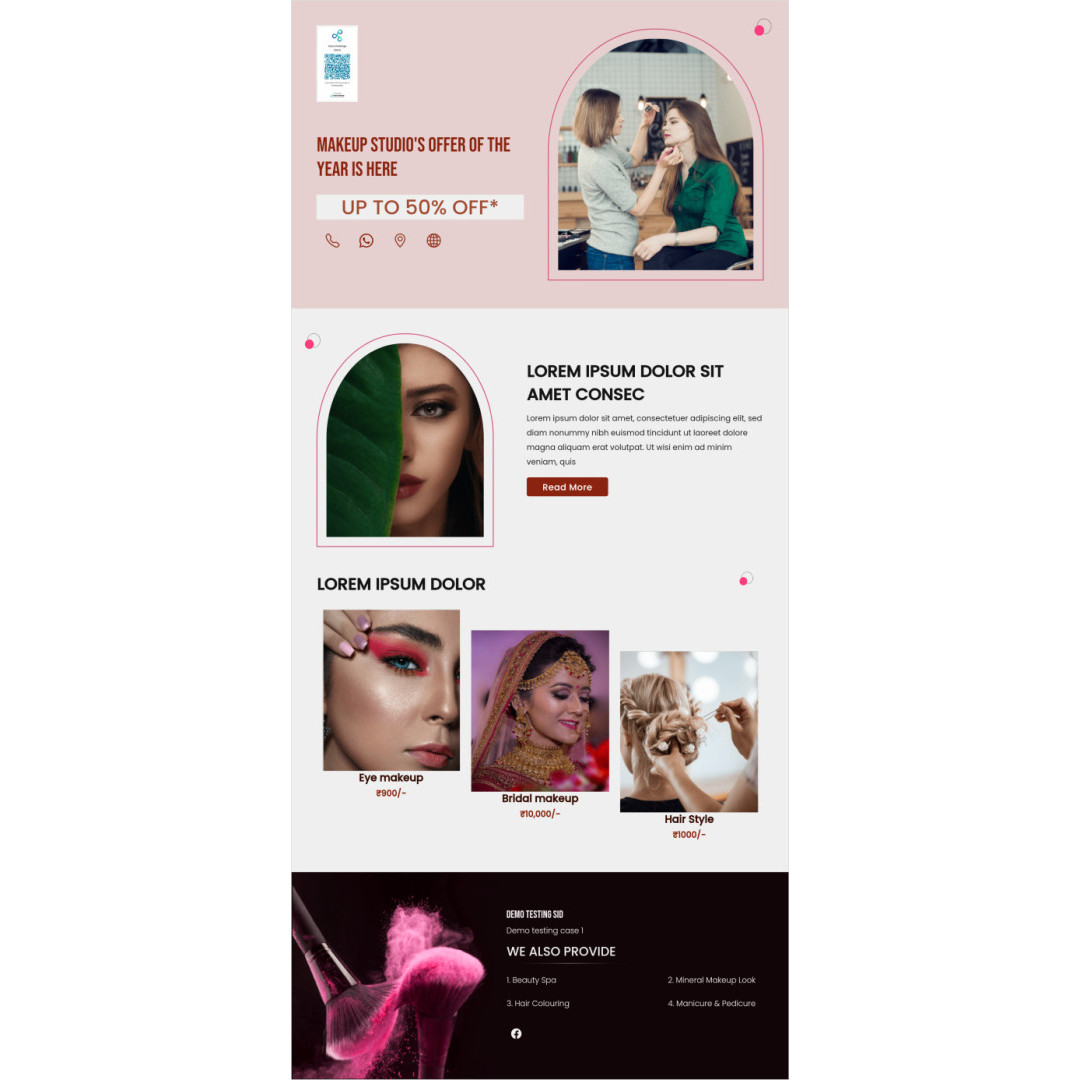 MAKEUP STUDIO'S OFFER OF THE
YEAR IS HERE
UP TO 50% OFF*
LOREM IPSUM DOLOR SIT
AMET CONSEC
Lorem ipsum dolor sit amet, consectetuer adipiscing elit, sed
diam nonummy nibh euismod tincidunt ut laoreet dolore
magna aliquam erat volutpat. Ut wisi enim ad minim
veniam, quis
Read More
LOREM IPSUM DOLOR
Eye makeup
₹900/-
Bridal makeup
₹10,000/-
Hair Style
₹1000/-
DEMO TESTING SID
Demo testing case 1
WE ALSO PROVIDE
1. Beauty Spa
2. Mineral Makeup Look
3. Hair Colouring
4. Manicure & Pedicure